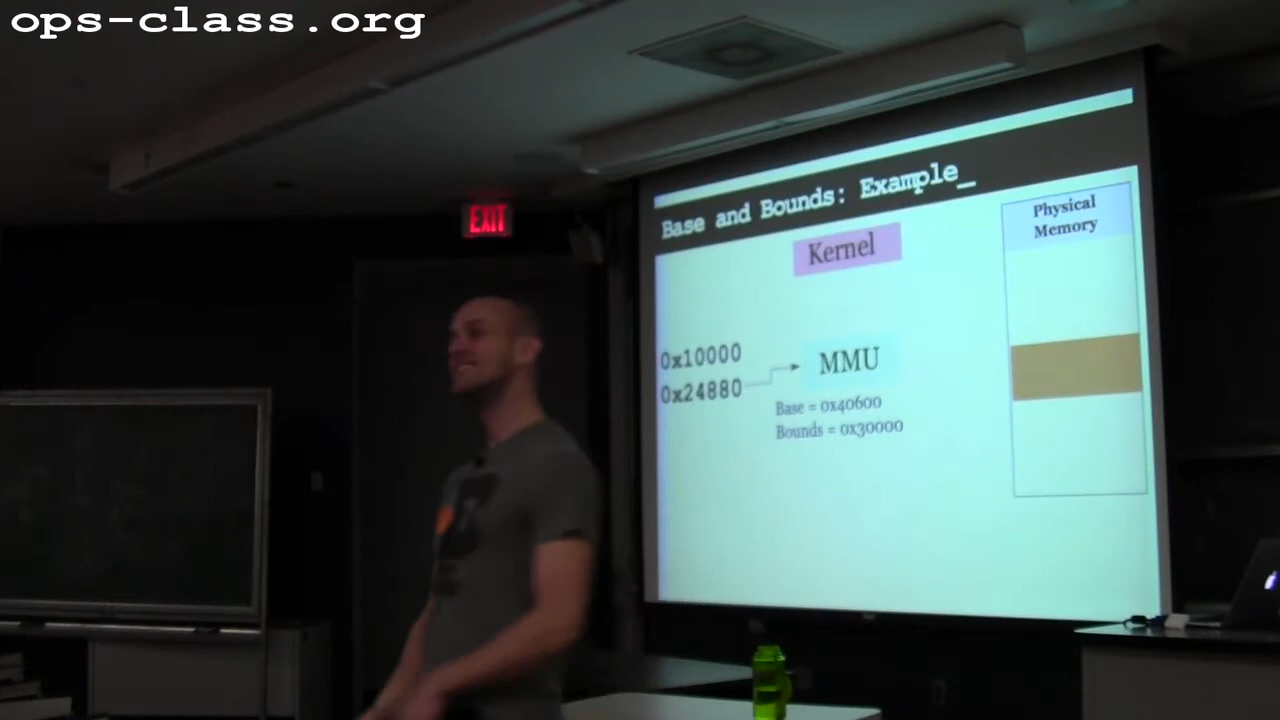 ops-class.org
EXIT
Base and Bounds: Example_
Kernel
Physical
Memory
0x10000
0x24880
MMU
Base = 0x40600
Bounds = 0x30000